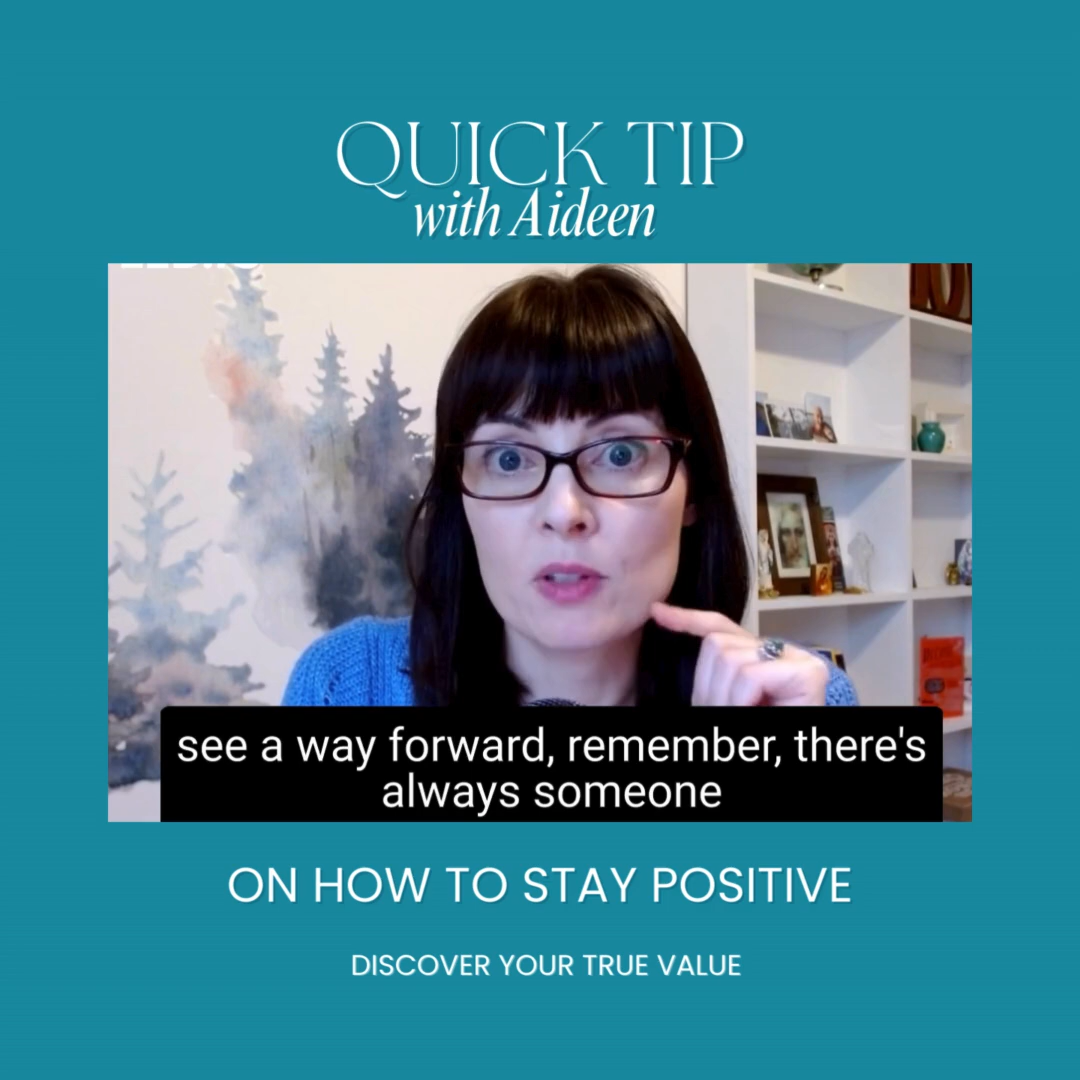 QUICK TIP
with Aideen
see a way forward, remember, there's
always someone
ON HOW TO STAY POSITIVE
DISCOVER YOUR TRUE VALUE